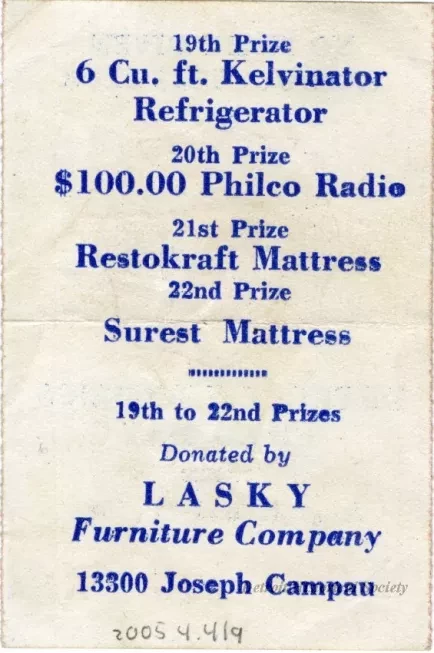 19th Prize
6 Cu. ft. Kelvinator
Refrigerator
20th Prize
$100.00 Philco Radio
21st Prize
Restokraft Mattress
22nd Prize
Surest Mattress
19th to 22nd Prizes
Donated by
LASKY
Furniture Company
13300 Joseph Campau
Society
2005 4.419